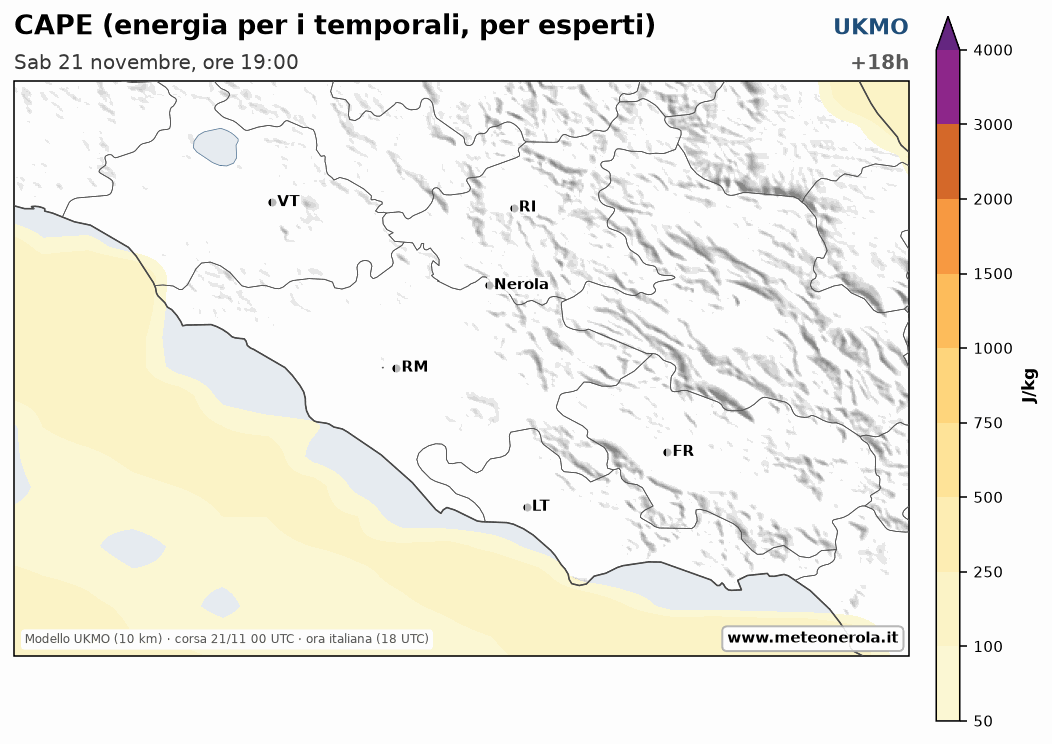 CAPE (energia per i temporali, per esperti)
UKMO
Sab 21 novembre, ore 19:00
+18h
VT
RI
Nerola
RM
FR
LT
Modello UKMO (10 km) · corsa 21/11 00 UTC · ora italiana (18 UTC)
www.meteonerola.it
4000
3000
2000
1500
1000
750
500
250
100
50
J/kg